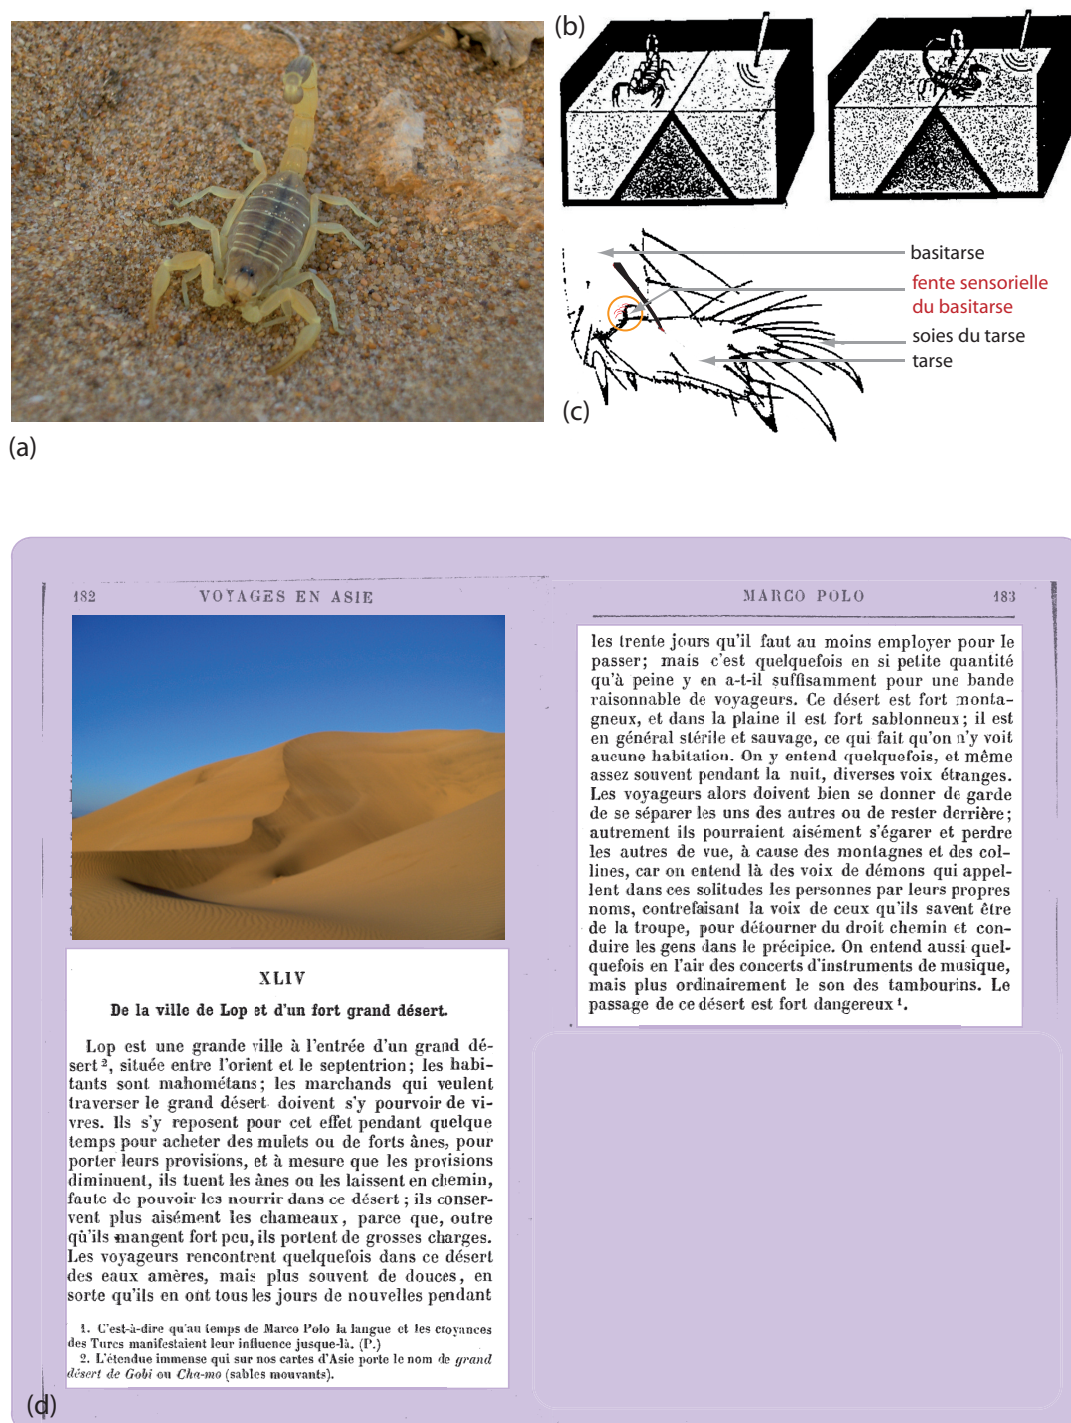 (a)
(b)
basitarse
fente sensorielle
du basitarse
soies du tarse
tarse
(c)
182 VOYAGES EN ASIE
XLIV
De la ville de Lop et d'un fort grand désert.
Lop est une grande ville à l'entrée d'un grand dé-
sert², située entre l'orient et le septentrion; les habi-
tants sont mahométans; les marchands qui veulent
traverser le grand désert doivent s'y pourvoir de vi-
vres. Ils s'y reposent pour cet effet pendant quelque
temps pour acheter des mulets ou de forts ânes, pour
porter leurs provisions, et à mesure que les provisions
diminuent, ils tuent les ânes ou les laissent en chemin,
faute de pouvoir les nourrir dans ce désert; ils conser-
vent plus aisément les chameaux, parce que, outre
qu'ils mangent fort peu, ils portent de grosses charges.
Les voyageurs rencontrent quelquefois dans ce désert
des eaux amères, mais plus souvent de douces, en
sorte qu'ils en ont tous les jours de nouvelles pendant
1. C'est-à-dire qu'au temps de Marco Polo la langue et les croyances
des Turcs manifestaient leur influence jusque-là. (P.)
2. L'étendue immense qui sur nos cartes d'Asie porte le nom de grand
désert de Gobi ou Cha-mo (sables mouvants).
MARCO POLO 183
les trente jours qu'il faut au moins employer pour le
passer; mais c'est quelquefois en si petite quantité
qu'à peine y en a-t-il suffisamment pour une bande
raisonnable de voyageurs. Ce désert est fort monta-
gneux, et dans la plaine il est fort sablonneux; il est
en général stérile et sauvage, ce qui fait qu'on n'y voit
aucune habitation. On y entend quelquefois, et même
assez souvent pendant la nuit, diverses voix étranges.
Les voyageurs alors doivent bien se donner de garde
de se séparer les uns des autres ou de rester derrière;
autrement ils pourraient aisément s'égarer et perdre
les autres de vue, à cause des montagnes et des col-
lines, car on entend là des voix de démons qui appel-
lent dans ces solitudes les personnes par leurs propres
noms, contrefaisant la voix de ceux qu'ils savent être
de la troupe, pour détourner du droit chemin et con-
duire les gens dans le précipice. On entend aussi quel-
quefois en l'air des concerts d'instruments de musique,
mais plus ordinairement le son des tambourins. Le
passage de ce désert est fort dangereux¹.
(d)